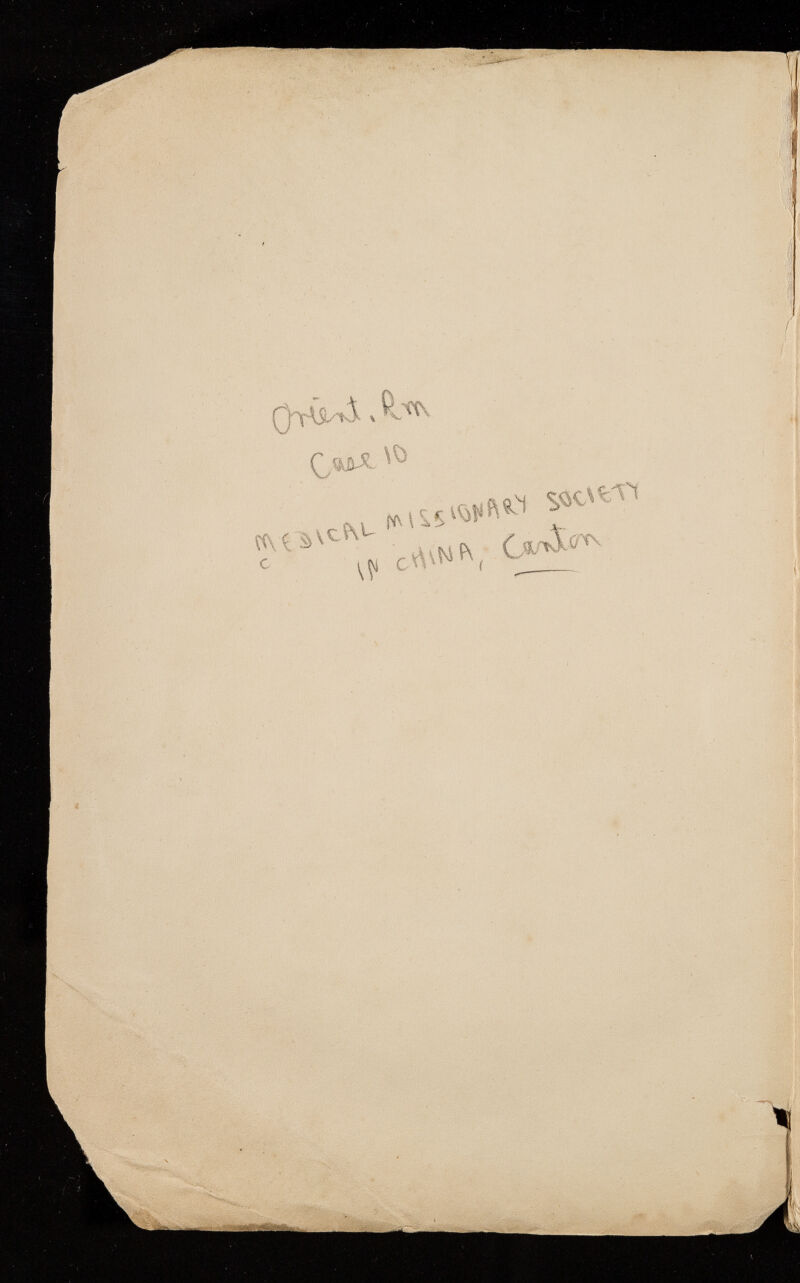 Orient. Rm
Case 10
MEDICAL MISSIONARY SOCIETY
c IN CHINA, Canton